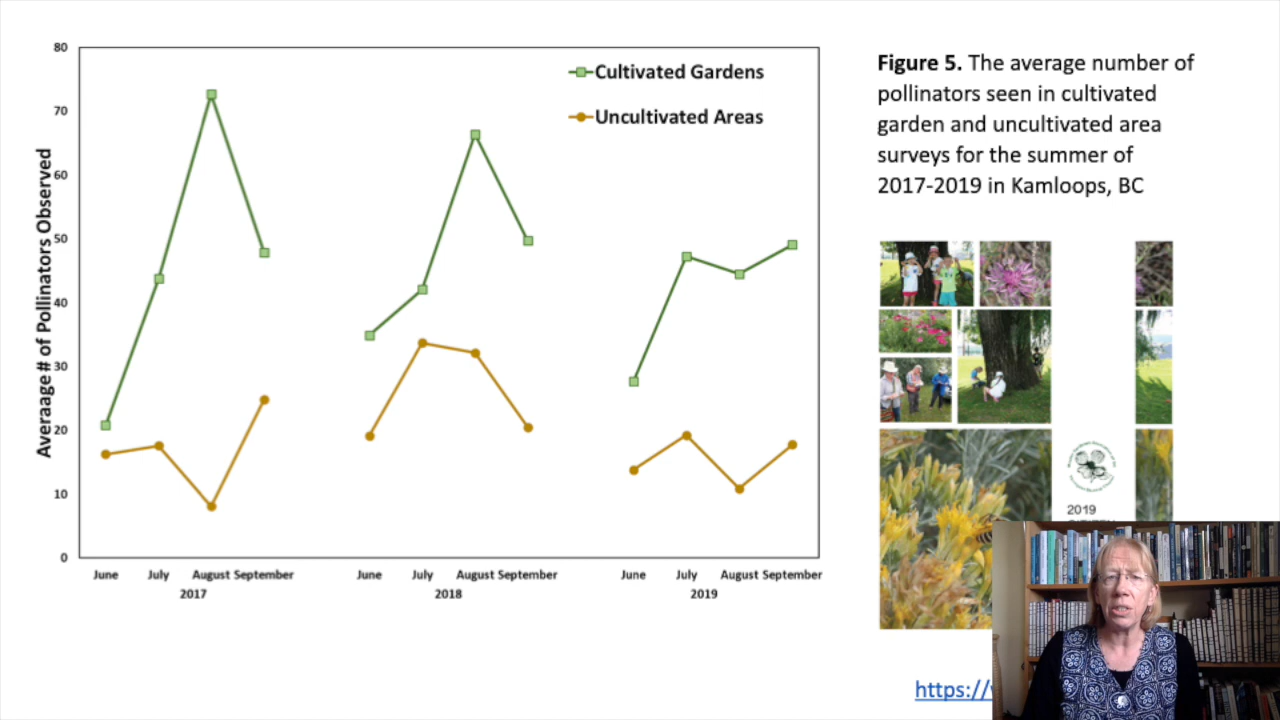 80
70
60
50
40
30
20
10
0
Averaage # of Pollinators Observed
Cultivated Gardens
Uncultivated Areas
June July August September June July August September June July August September
2017 2018 2019
Figure 5. The average number of
pollinators seen in cultivated
garden and uncultivated area
surveys for the summer of
2017-2019 in Kamloops, BC
2019
https://